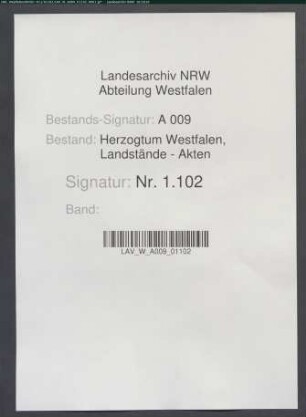 Landesarchiv NRW
Abteilung Westfalen
Bestands-Signatur: A 009
Bestand: Herzogtum Westfalen,
Landstände - Akten
Signatur: Nr. 1.102
Band:
LAV_W_A009_01102